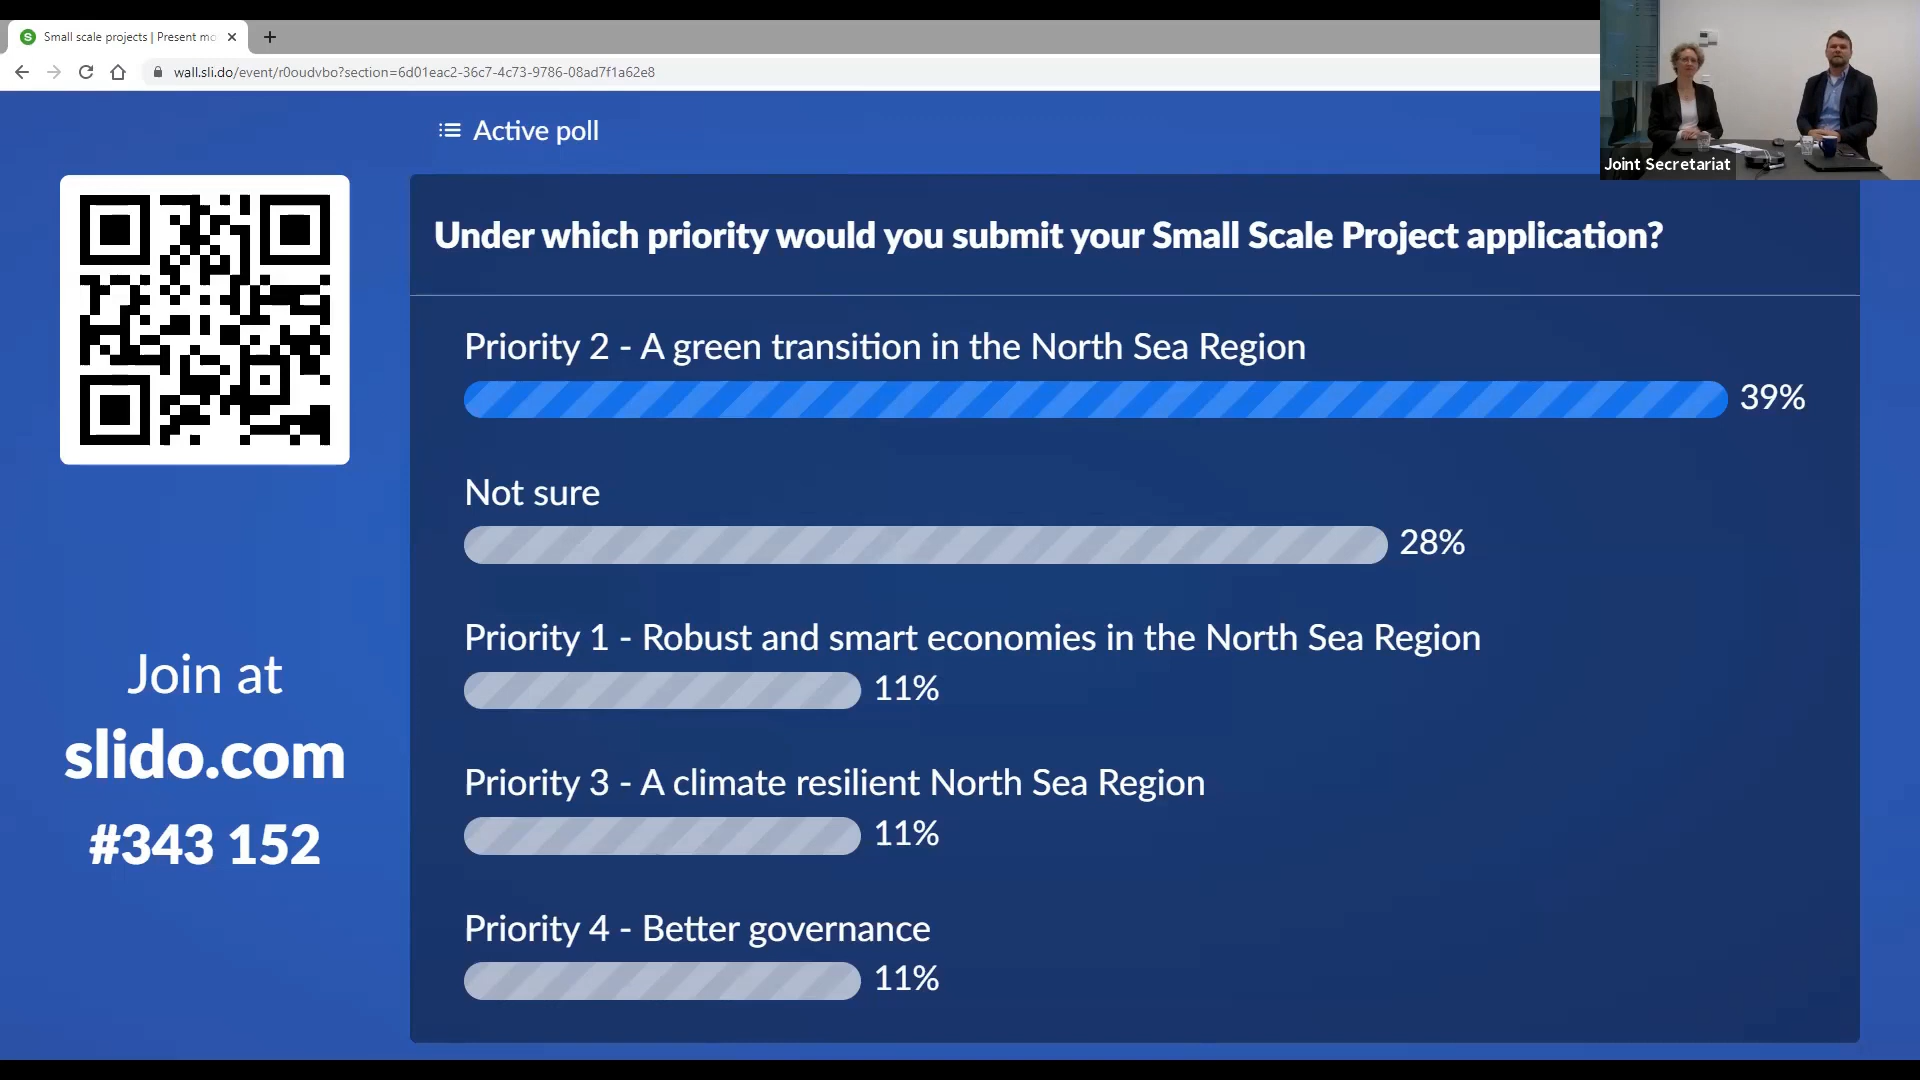 Small scale projects | Present mo
wall.sli.do/event/r0oudvbo?section=6d01eac2-36c7-4c73-9786-08ad7f1a62e8
Joint Secretariat
Active poll
Under which priority would you submit your Small Scale Project application?
Priority 2 - A green transition in the North Sea Region
39%
Not sure
28%
Priority 1 - Robust and smart economies in the North Sea Region
11%
Priority 3 - A climate resilient North Sea Region
11%
Priority 4 - Better governance
11%
Join at
slido.com
#343 152